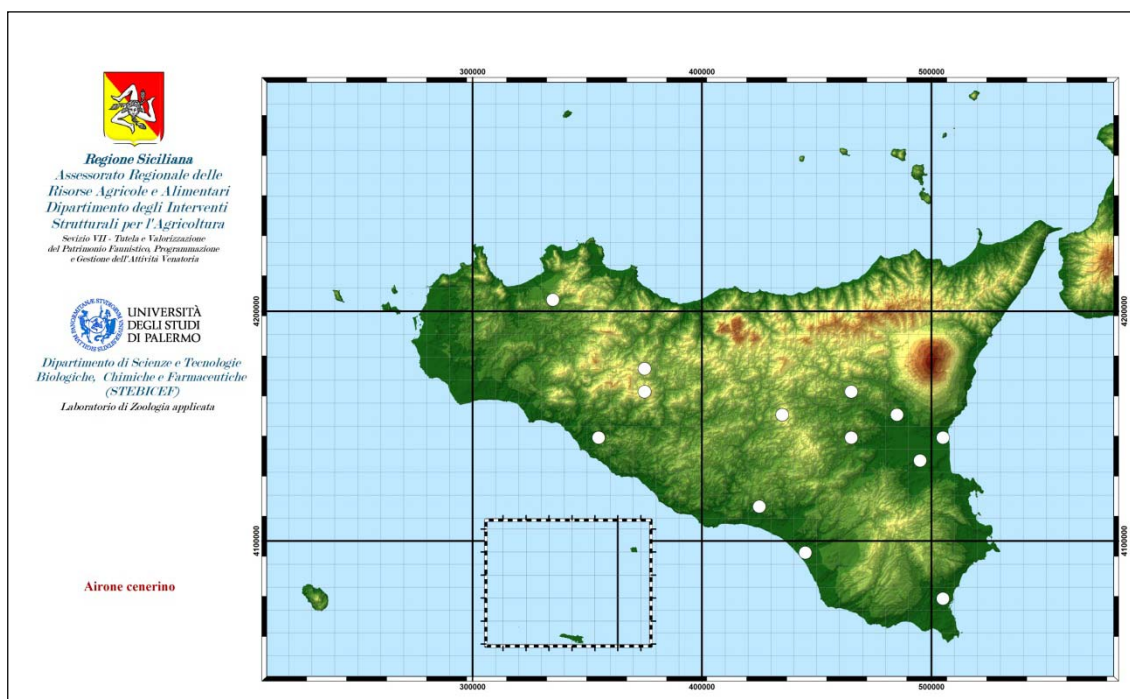 Regione Siciliana
Assessorato Regionale delle
Risorse Agricole e Alimentari
Dipartimento degli Interventi
Strutturali per l'Agricoltura
Sevizio VII - Tutela e Valorizzazione
del Patrimonio Faunistico, Programmazione
e Gestione dell'Attività Venatoria
UNIVERSITÀ
DEGLI STUDI
DI PALERMO
Dipartimento di Scienze e Tecnologie
Biologiche, Chimiche e Farmaceutiche
(STEBICEF)
Laboratorio di Zoologia applicata
Airone cenerino
300000 400000 500000
4200000 4200000
4100000 4100000
300000 400000 500000